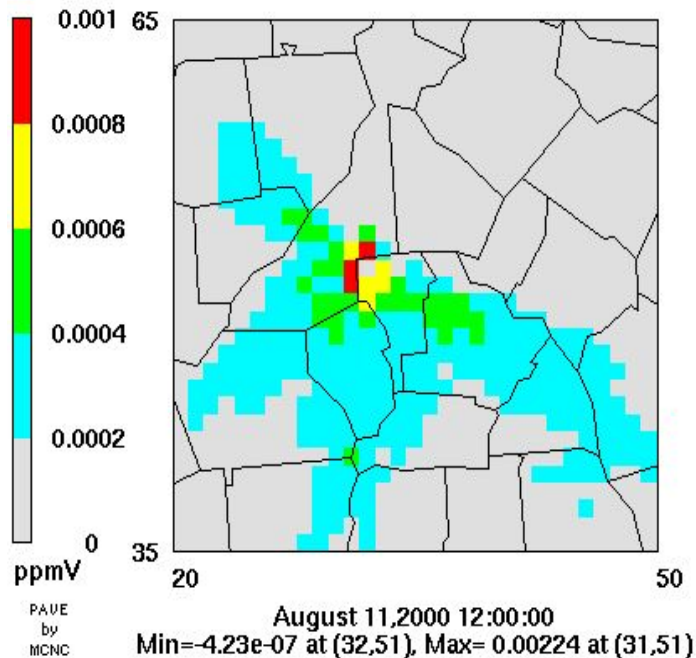 0.001
0.0008
0.0006
0.0004
0.0002
0
ppmV
PAVE
by
MCNC
65
35
20
50
August 11,2000 12:00:00
Min=-4.23e-07 at (32,51), Max= 0.00224 at (31,51)